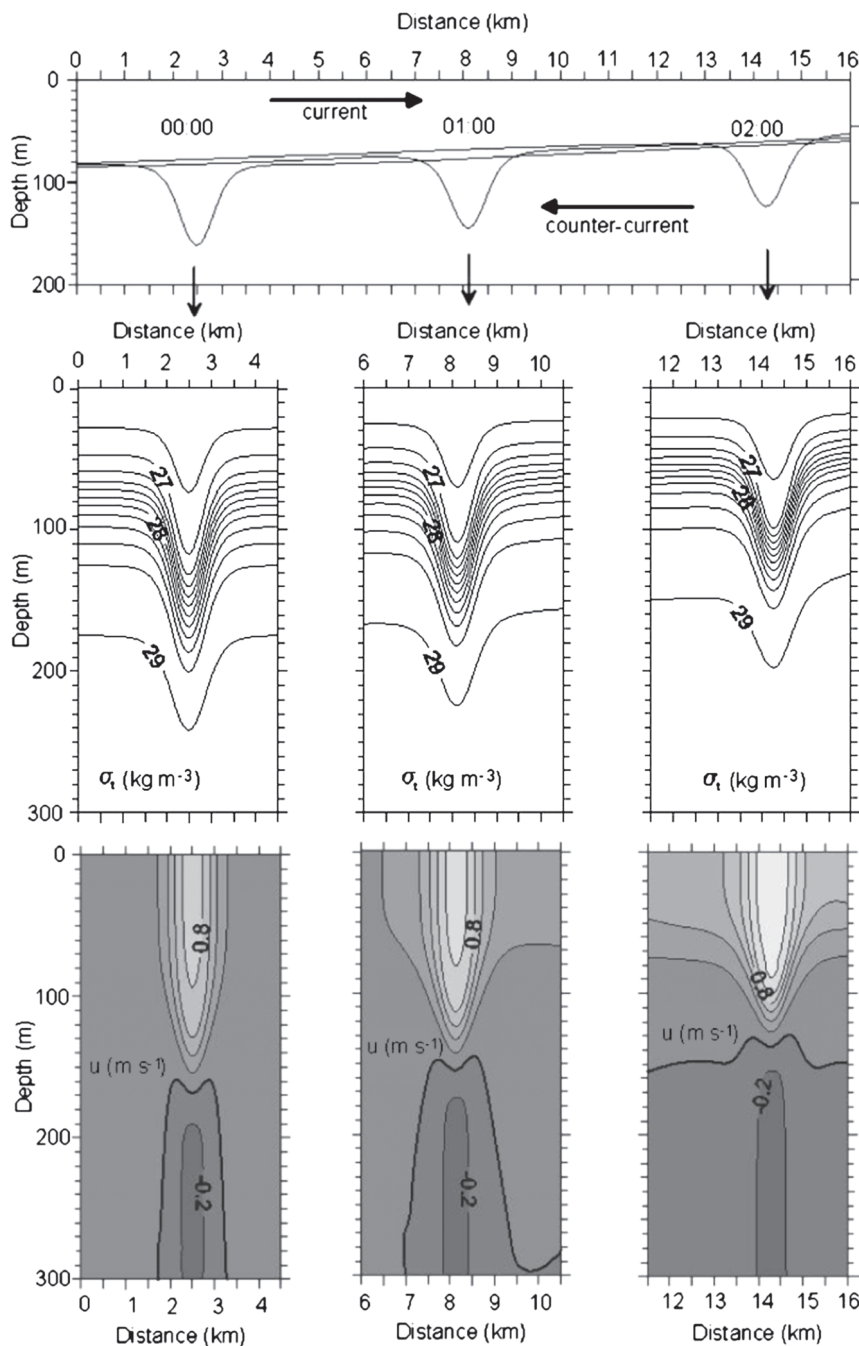 Distance (km)
0 1 2 3 4 5 6 7 8 9 10 11 12 13 14 15 16
0
100
200
Depth (m)
current
00:00 01:00 02:00
counter-current
Distance (km) Distance (km) Distance (km)
0 1 2 3 4 6 7 8 9 10 12 13 14 15 16
0
100
200
300
Depth (m)
27 27 27
28 28 28
29 29 29
σt (kg m-3) σt (kg m-3) σt (kg m-3)
0
100
200
300
Depth (m)
0.8 0.8 0.8
u (m s-1) u (m s-1) u (m s-1)
-0.2 -0.2 -0.2
0 1 2 3 4 6 7 8 9 10 12 13 14 15 16
Distance (km) Distance (km) Distance (km)